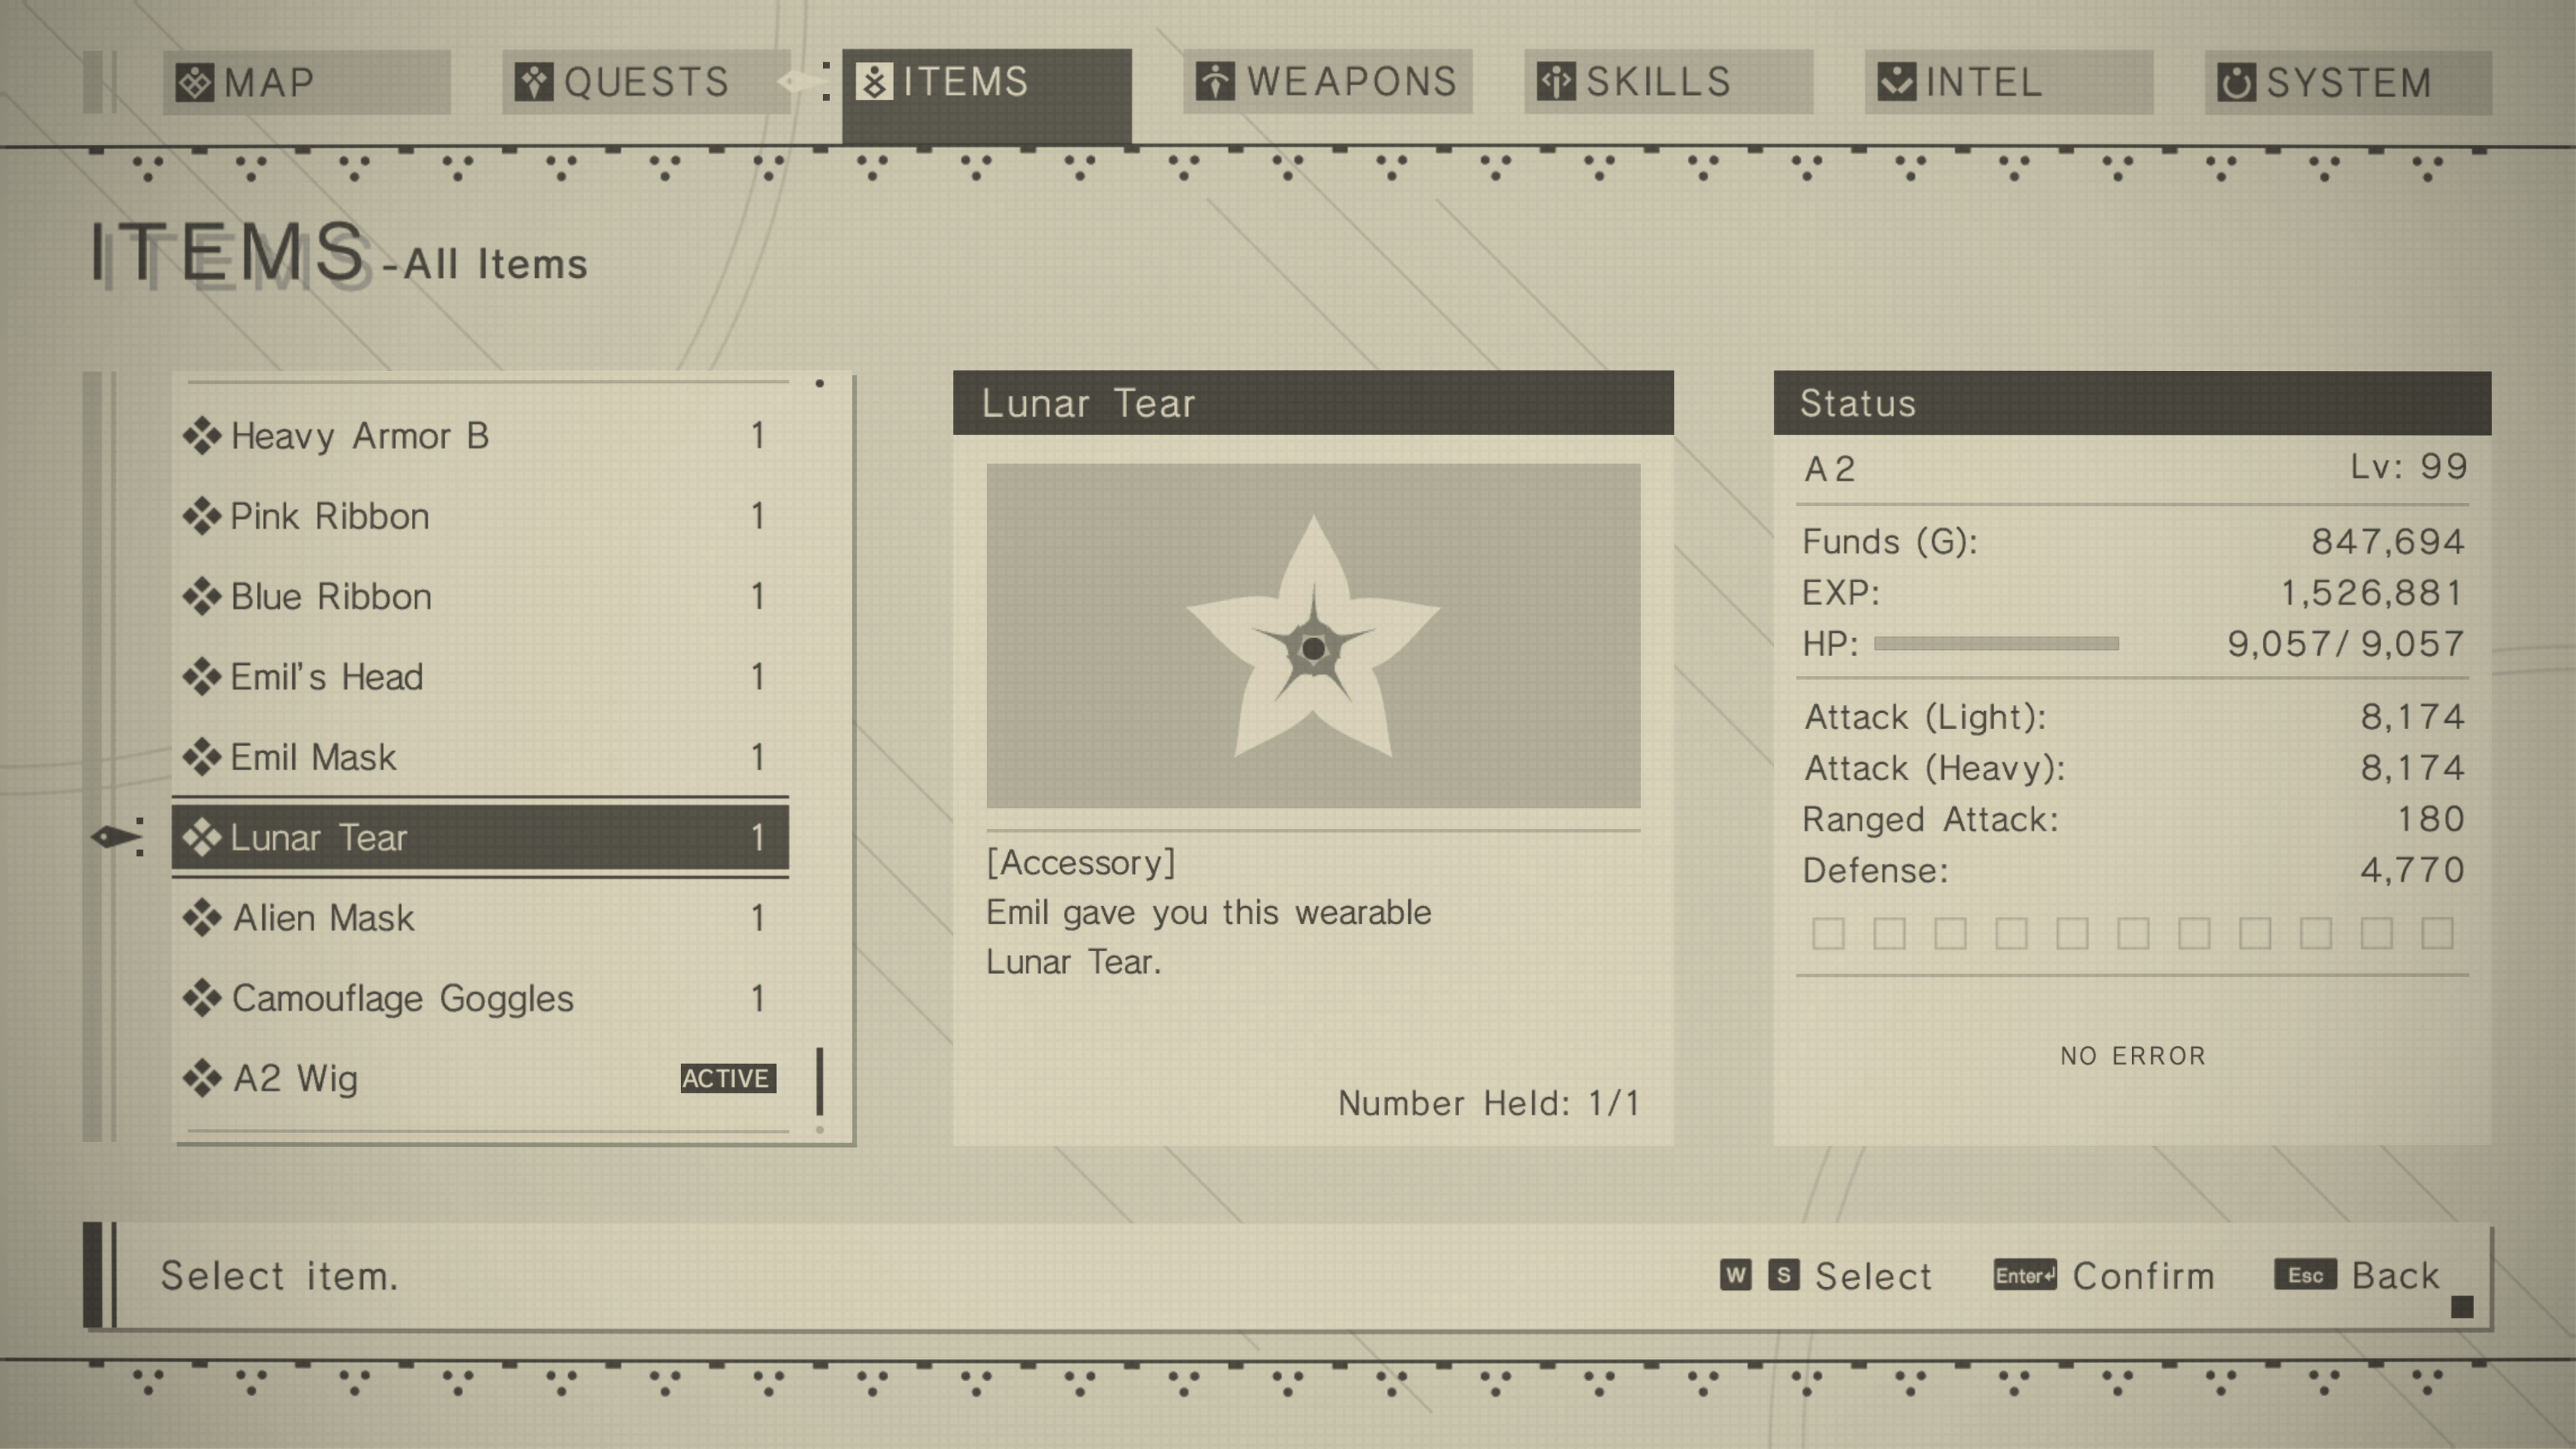 MAP QUESTS ITEMS WEAPONS SKILLS INTEL SYSTEM
ITEMS -All Items
Heavy Armor B 1
Pink Ribbon 1
Blue Ribbon 1
Emil's Head 1
Emil Mask 1
Lunar Tear 1
Alien Mask 1
Camouflage Goggles 1
A2 Wig ACTIVE
Lunar Tear
[Accessory]
Emil gave you this wearable
Lunar Tear.
Number Held: 1/1
Status
A2 Lv: 99
Funds (G): 847,694
EXP: 1,526,881
HP: 9,057/ 9,057
Attack (Light): 8,174
Attack (Heavy): 8,174
Ranged Attack: 180
Defense: 4,770
NO ERROR
Select item.
W S Select Enter↵ Confirm Esc Back